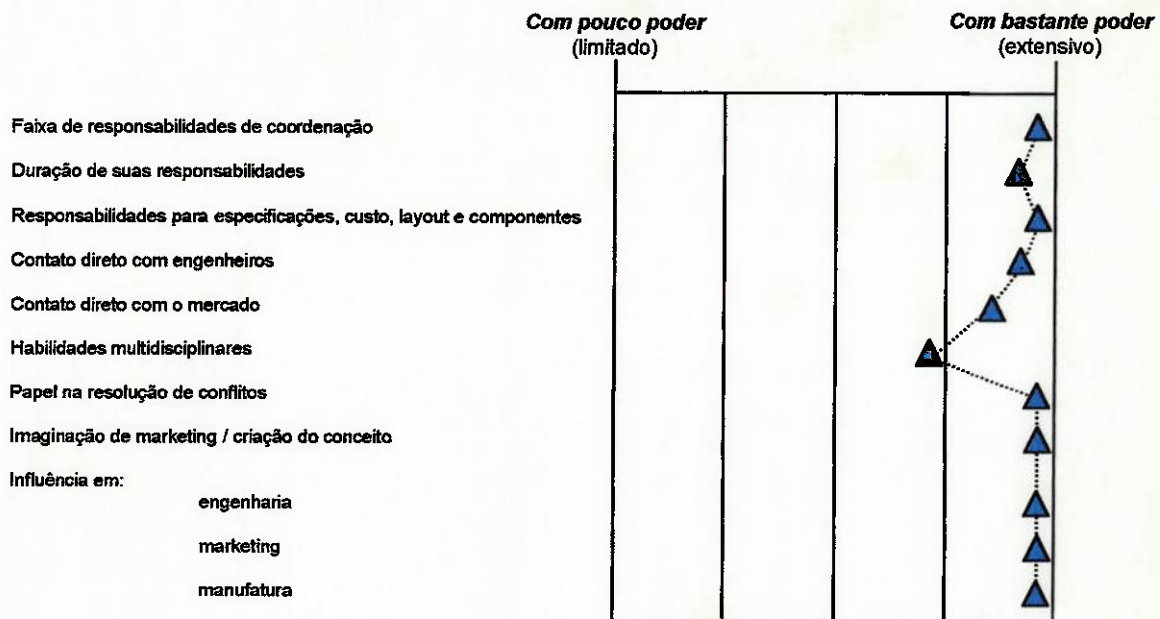 Com pouco poder
(limitado)
Com bastante poder
(extensivo)
Faixa de responsabilidades de coordenação
Duração de suas responsabilidades
Responsabilidades para especificações, custo, layout e componentes
Contato direto com engenheiros
Contato direto com o mercado
Habilidades multidisciplinares
Papel na resolução de conflitos
Imaginação de marketing / criação do conceito
Influência em:
engenharia
marketing
manufatura